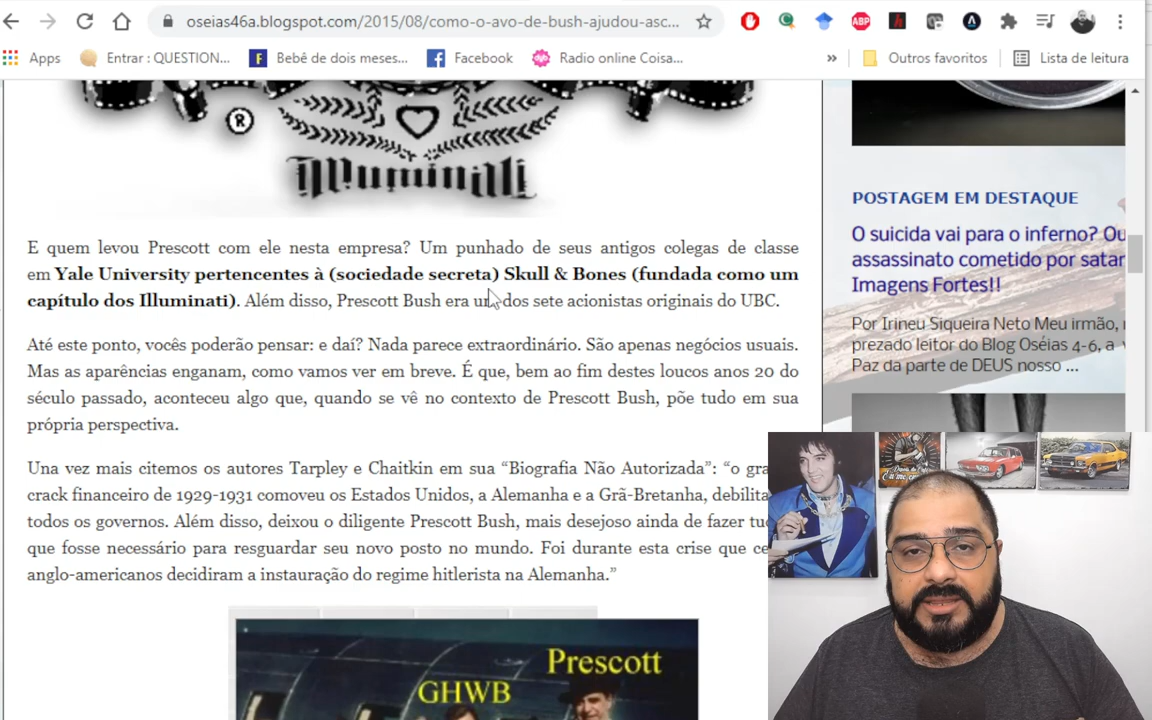 oseias46a.blogspot.com/2015/08/como-o-avo-de-bush-ajudou-asc...
Apps
Entrar : QUESTION...
Bebê de dois meses...
Facebook
Radio online Coisa...
»
Outros favoritos
Lista de leitura
®
Illuminati
E quem levou Prescott com ele nesta empresa? Um punhado de seus antigos colegas de classe
em Yale University pertencentes à (sociedade secreta) Skull & Bones (fundada como um
capítulo dos Illuminati). Além disso, Prescott Bush era um dos sete acionistas originais do UBC.
Até este ponto, vocês poderão pensar: e daí? Nada parece extraordinário. São apenas negócios usuais.
Mas as aparências enganam, como vamos ver em breve. É que, bem ao fim destes loucos anos 20 do
século passado, aconteceu algo que, quando se vê no contexto de Prescott Bush, põe tudo em sua
própria perspectiva.
Una vez mais citemos os autores Tarpley e Chaitkin em sua “Biografia Não Autorizada”: “o gra
crack financeiro de 1929-1931 comoveu os Estados Unidos, a Alemanha e a Grã-Bretanha, debilita
todos os governos. Além disso, deixou o diligente Prescott Bush, mais desejoso ainda de fazer tu
que fosse necessário para resguardar seu novo posto no mundo. Foi durante esta crise que ce
anglo-americanos decidiram a instauração do regime hitlerista na Alemanha.”
Prescott
GHWB
POSTAGEM EM DESTAQUE
O suicida vai para o inferno? Ou
assassinato cometido por satan
Imagens Fortes!!
Por Irineu Siqueira Neto Meu irmão,
prezado leitor do Blog Oséias 4-6, a
Paz da parte de DEUS nosso ...